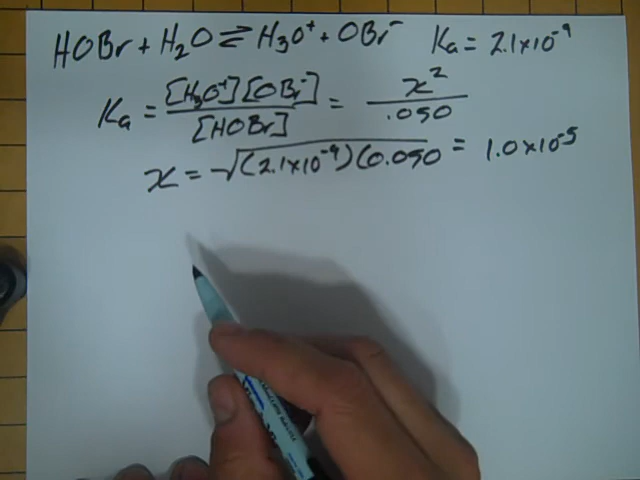 HOBr + H₂O ⇌ H₃O⁺ + OBr⁻ Ka = 2.1×10⁻⁹
Ka = [H₃O⁺][OBr⁻] / [HOBr] = x² / .050
x = √(2.1×10⁻⁹)(0.050 = 1.0×10⁻⁵